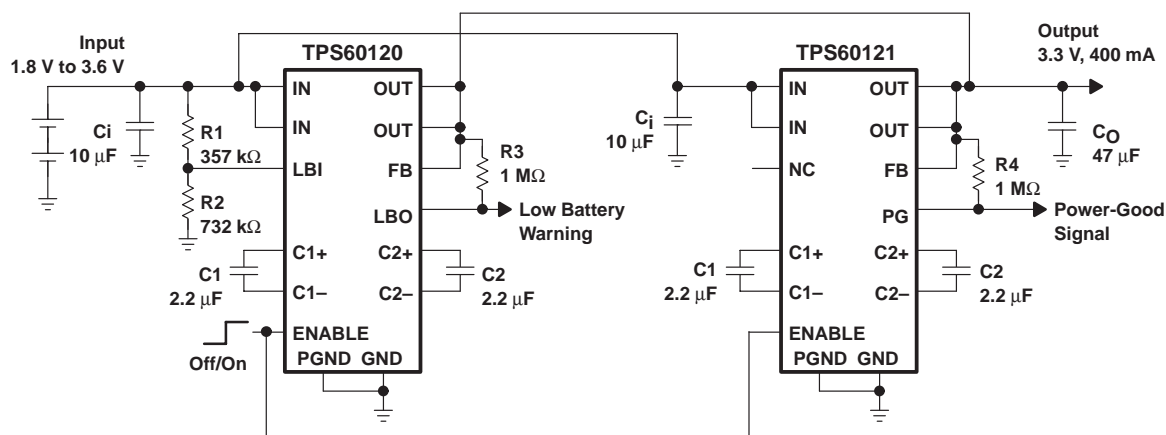 Input
1.8 V to 3.6 V
TPS60120
TPS60121
Output
3.3 V, 400 mA
IN
OUT
IN
OUT
Ci
10 μF
R1
357 kΩ
IN
OUT
R3
1 MΩ
Ci
10 μF
IN
OUT
CO
47 μF
LBI
FB
NC
FB
R4
1 MΩ
R2
732 kΩ
LBO
Low Battery
Warning
PG
Power-Good
Signal
C1
2.2 μF
C1+
C2+
C2
2.2 μF
C1
2.2 μF
C1+
C2+
C2
2.2 μF
C1–
C2–
C1–
C2–
Off/On
ENABLE
ENABLE
PGND GND
PGND GND